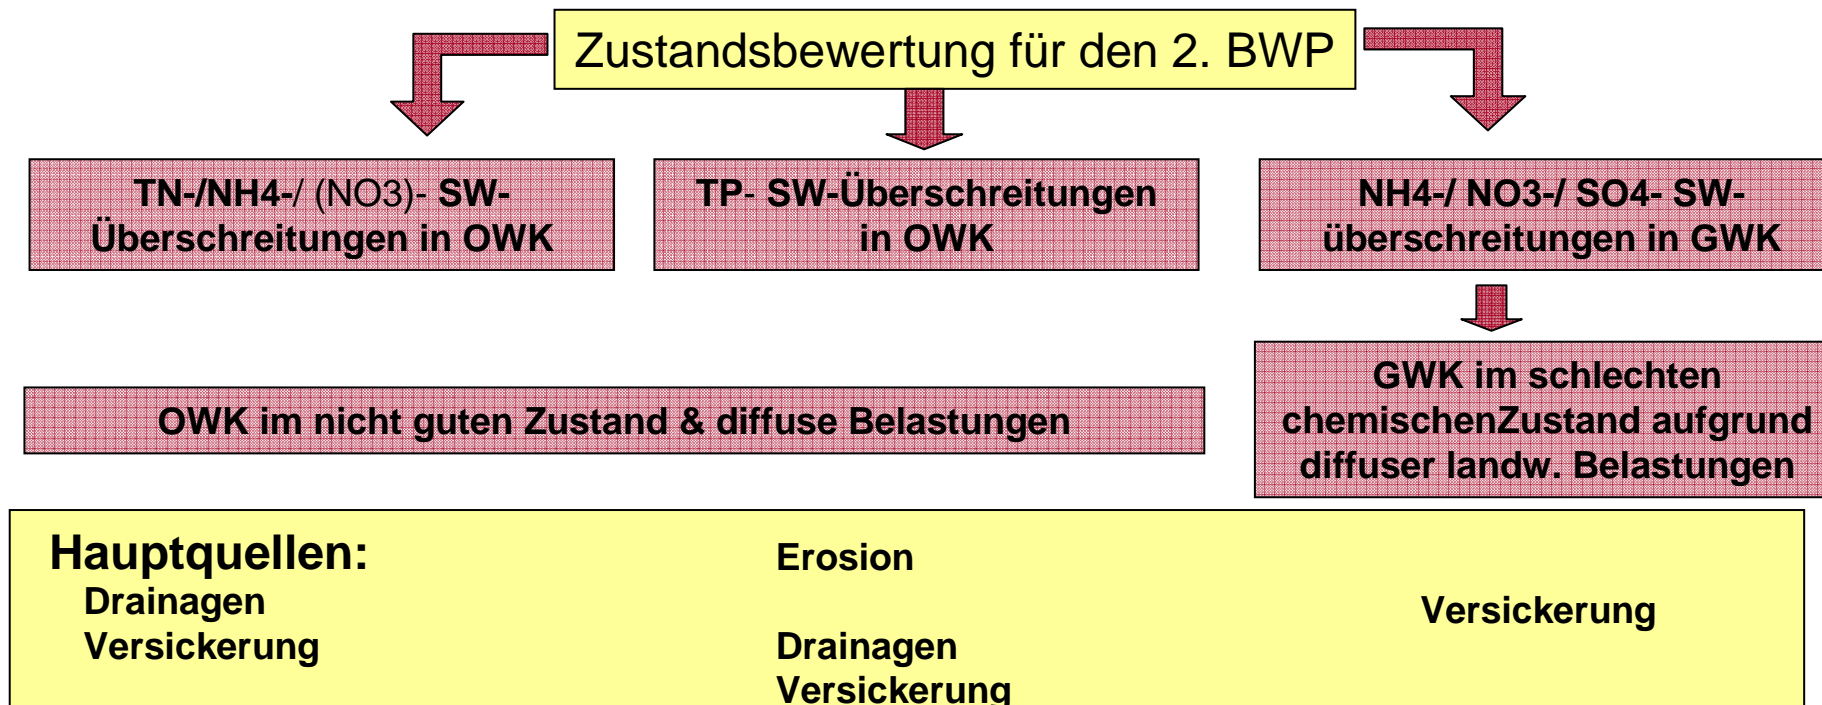 Zustandsbewertung für den 2. BWP
TN-/NH4-/ (NO3)- SW-
Überschreitungen in OWK
TP- SW-Überschreitungen
in OWK
NH4-/ NO3-/ SO4- SW-
überschreitungen in GWK
OWK im nicht guten Zustand & diffuse Belastungen
GWK im schlechten
chemischenZustand aufgrund
diffuser landw. Belastungen
Hauptquellen:
Drainagen
Versickerung
Erosion
Drainagen
Versickerung
Versickerung